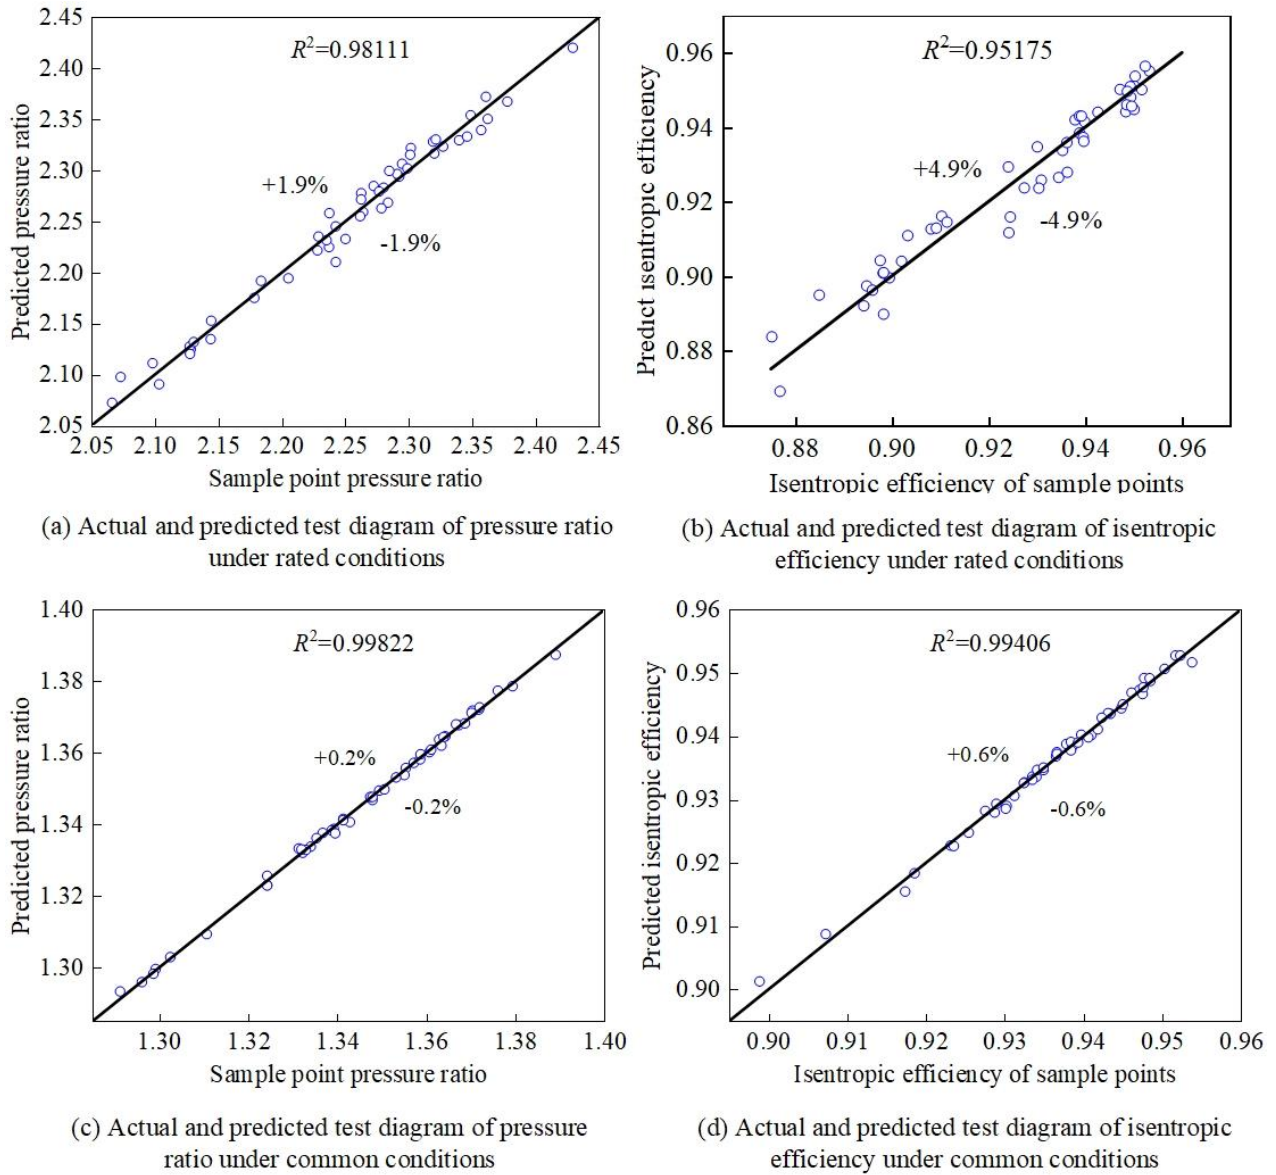 2.45
2.40
2.35
2.30
2.25
2.20
2.15
2.10
2.05
Predicted pressure ratio
R²=0.98111
+1.9%
-1.9%
2.05 2.10 2.15 2.20 2.25 2.30 2.35 2.40 2.45
Sample point pressure ratio
(a) Actual and predicted test diagram of pressure ratio
under rated conditions
0.96
0.94
0.92
0.90
0.88
0.86
Predict isentropic efficiency
R²=0.95175
+4.9%
-4.9%
0.88 0.90 0.92 0.94 0.96
Isentropic efficiency of sample points
(b) Actual and predicted test diagram of isentropic
efficiency under rated conditions
1.40
1.38
1.36
1.34
1.32
1.30
Predicted pressure ratio
R²=0.99822
+0.2%
-0.2%
1.30 1.32 1.34 1.36 1.38 1.40
Sample point pressure ratio
(c) Actual and predicted test diagram of pressure
ratio under common conditions
0.96
0.95
0.94
0.93
0.92
0.91
0.90
Predicted isentropic efficiency
R²=0.99406
+0.6%
-0.6%
0.90 0.91 0.92 0.93 0.94 0.95 0.96
Isentropic efficiency of sample points
(d) Actual and predicted test diagram of isentropic
efficiency under common conditions